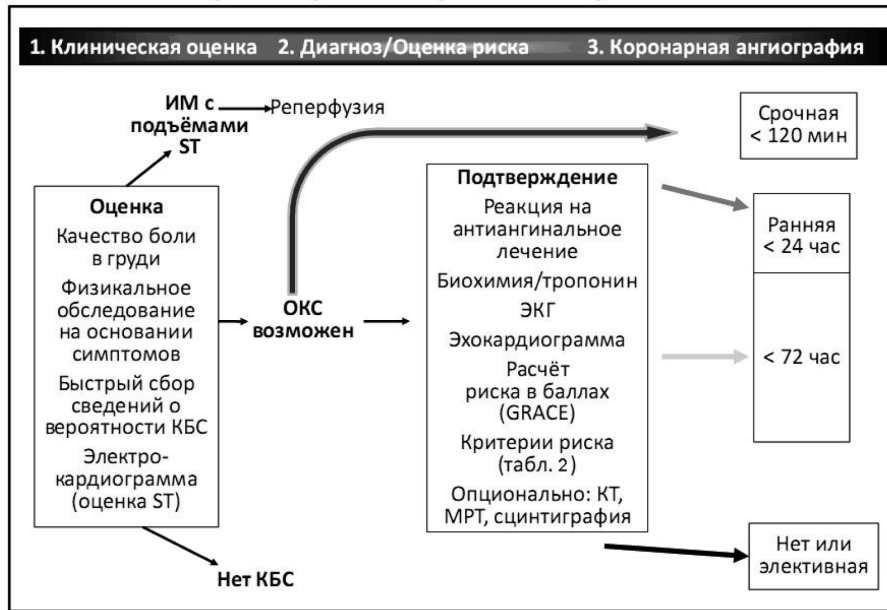 1. Клиническая оценка 2. Диагноз/Оценка риска 3. Коронарная ангиография
ИМ с
подъёмами
ST
Реперфузия
Оценка
Качество боли
в груди
Физикальное
обследование
на основании
симптомов
Быстрый сбор
сведений о
вероятности КБС
Электро-
кардиограмма
(оценка ST)
Нет КБС
ОКС
возможен
Подтверждение
Реакция на
антиангинальное
лечение
Биохимия/тропонин
ЭКГ
Эхокардиограмма
Расчёт
риска в баллах
(GRACE)
Критерии риска
(табл. 2)
Опционально: КТ,
МРТ, сцинтиграфия
Срочная
< 120 мин
Ранняя
< 24 час
< 72 час
Нет или
элективная